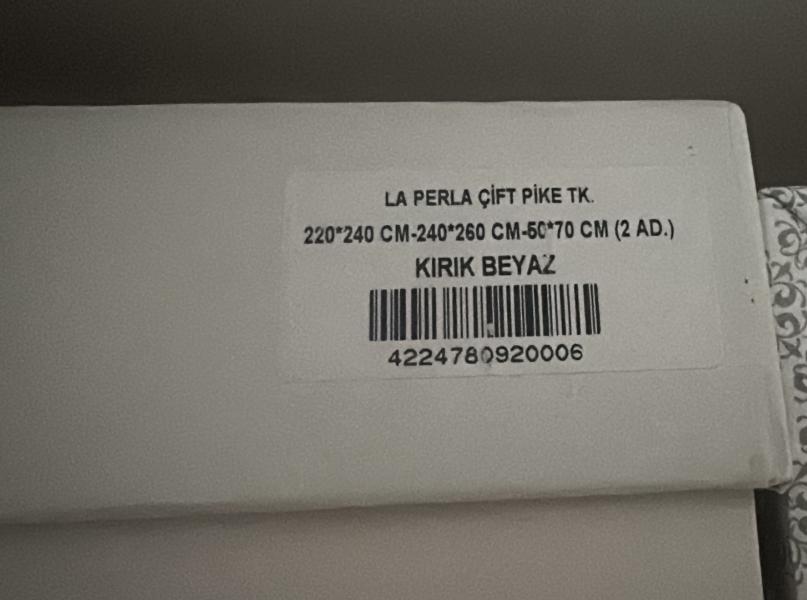 LA PERLA ÇİFT PİKE TK.
220*240 CM-240*260 CM-50*70 CM (2 AD.)
KIRIK BEYAZ
4224780920006